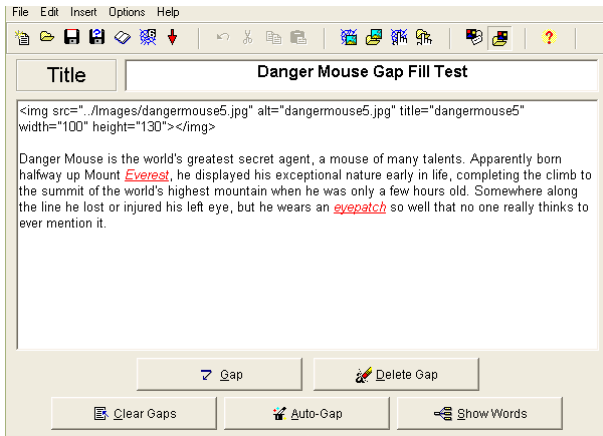 File Edit Insert Options Help
Title
Danger Mouse Gap Fill Test
<img src="../Images/dangermouse5.jpg" alt="dangermouse5.jpg" title="dangermouse5"
width="100" height="130"></img>
Danger Mouse is the world's greatest secret agent, a mouse of many talents. Apparently born
halfway up Mount Everest, he displayed his exceptional nature early in life, completing the climb to
the summit of the world's highest mountain when he was only a few hours old. Somewhere along
the line he lost or injured his left eye, but he wears an eyepatch so well that no one really thinks to
ever mention it.
Gap
Delete Gap
Clear Gaps
Auto-Gap
Show Words